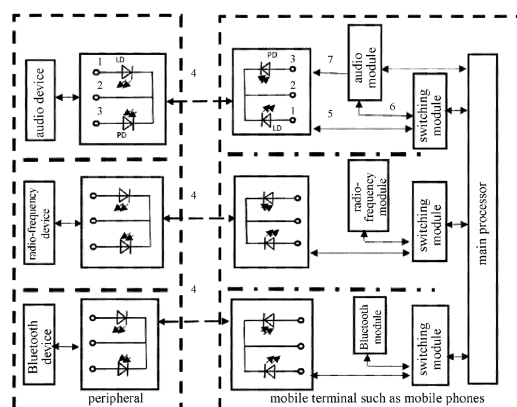 audio device
1
LD
2
3
PD
4
PD
3
2
1
LD
7
audio
module
6
5
switching
module
main processor
radio-frequency
device
4
radio-
frequency
module
switching
module
Bluetooth
device
4
Bluetooth
module
switching
module
peripheral
mobile terminal such as mobile phones